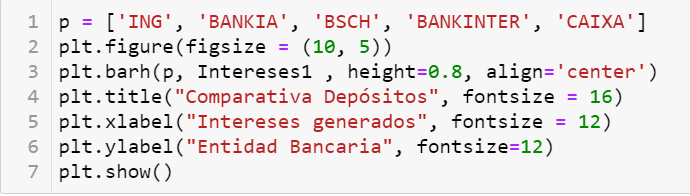 1 p = ['ING', 'BANKIA', 'BSCH', 'BANKINTER', 'CAIXA']
2 plt.figure(figsize = (10, 5))
3 plt.barh(p, Intereses1 , height=0.8, align='center')
4 plt.title("Comparativa Depósitos", fontsize = 16)
5 plt.xlabel("Intereses generados", fontsize = 12)
6 plt.ylabel("Entidad Bancaria", fontsize=12)
7 plt.show()